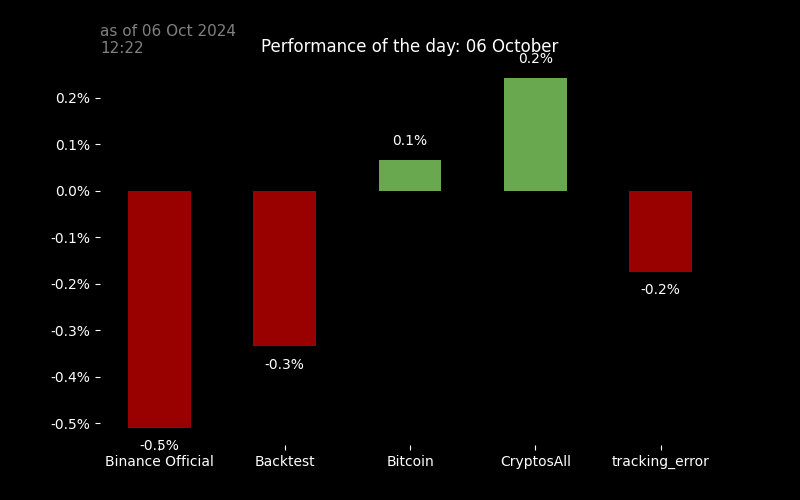 as of 06 Oct 2024
12:22
Performance of the day: 06 October
0.2%
0.2%
0.1%
0.1%
0.0%
-0.1%
-0.2%
-0.2%
-0.3%
-0.3%
-0.4%
-0.5%
-0.5%
Binance Official
Backtest
Bitcoin
CryptosAll
tracking_error